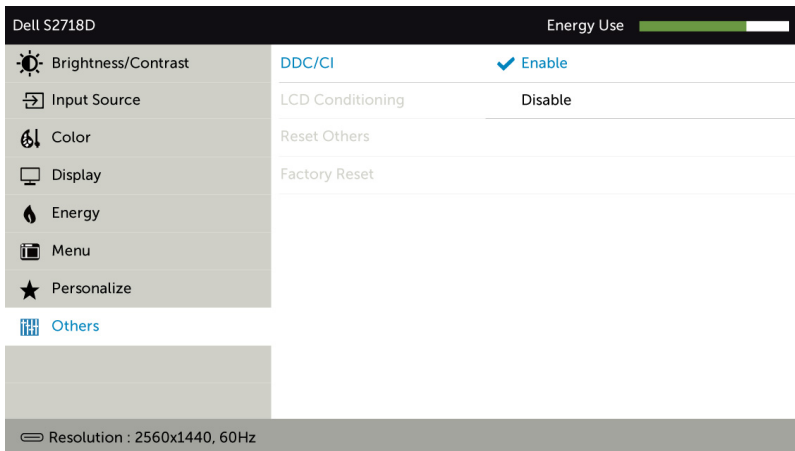 Dell S2718D Energy Use
Brightness/Contrast DDC/CI Enable
Input Source LCD Conditioning Disable
Color Reset Others
Display Factory Reset
Energy
Menu
Personalize
Others
Resolution : 2560x1440, 60Hz